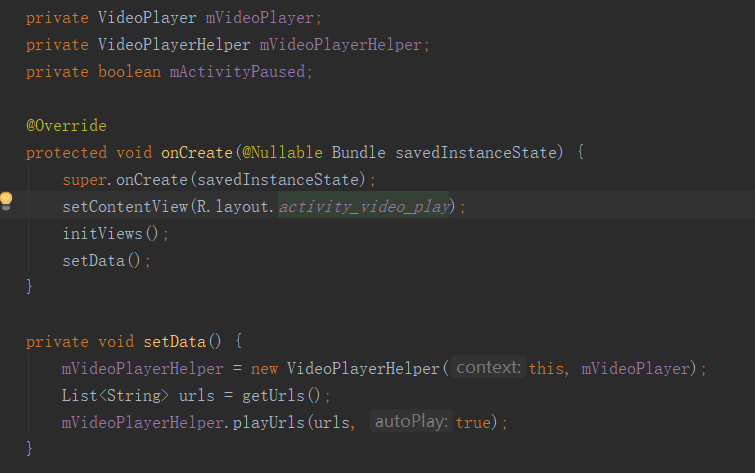 private VideoPlayer mVideoPlayer;
private VideoPlayerHelper mVideoPlayerHelper;
private boolean mActivityPaused;
@Override
protected void onCreate(@Nullable Bundle savedInstanceState) {
super.onCreate(savedInstanceState);
setContentView(R.layout.activity_video_play);
initViews();
setData();
}
private void setData() {
mVideoPlayerHelper = new VideoPlayerHelper( context: this, mVideoPlayer);
List<String> urls = getUrls();
mVideoPlayerHelper.playUrls(urls, autoPlay: true);
}